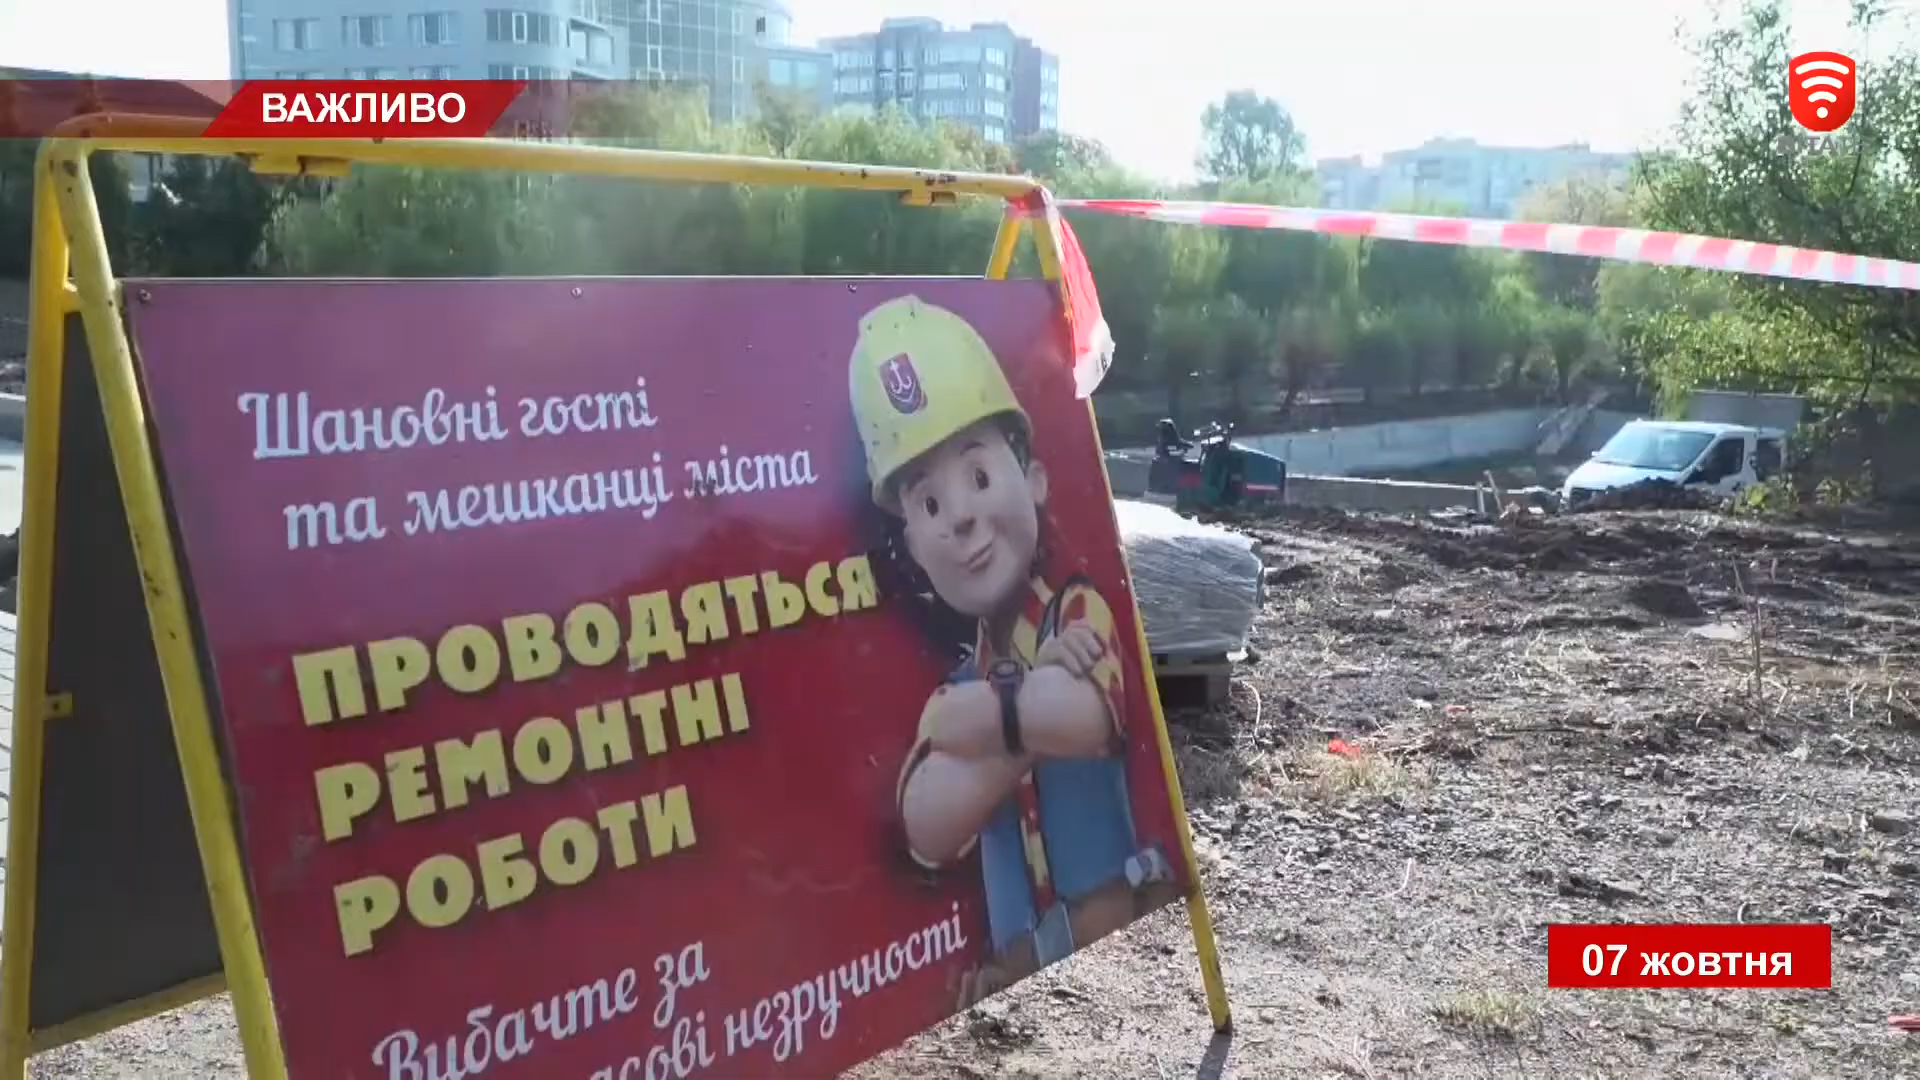 ВАЖЛИВО
Шановні гості
та мешканці міста
ПРОВОДЯТЬСЯ
РЕМОНТНІ
РОБОТИ
Вибачте за
незручності
07 жовтня